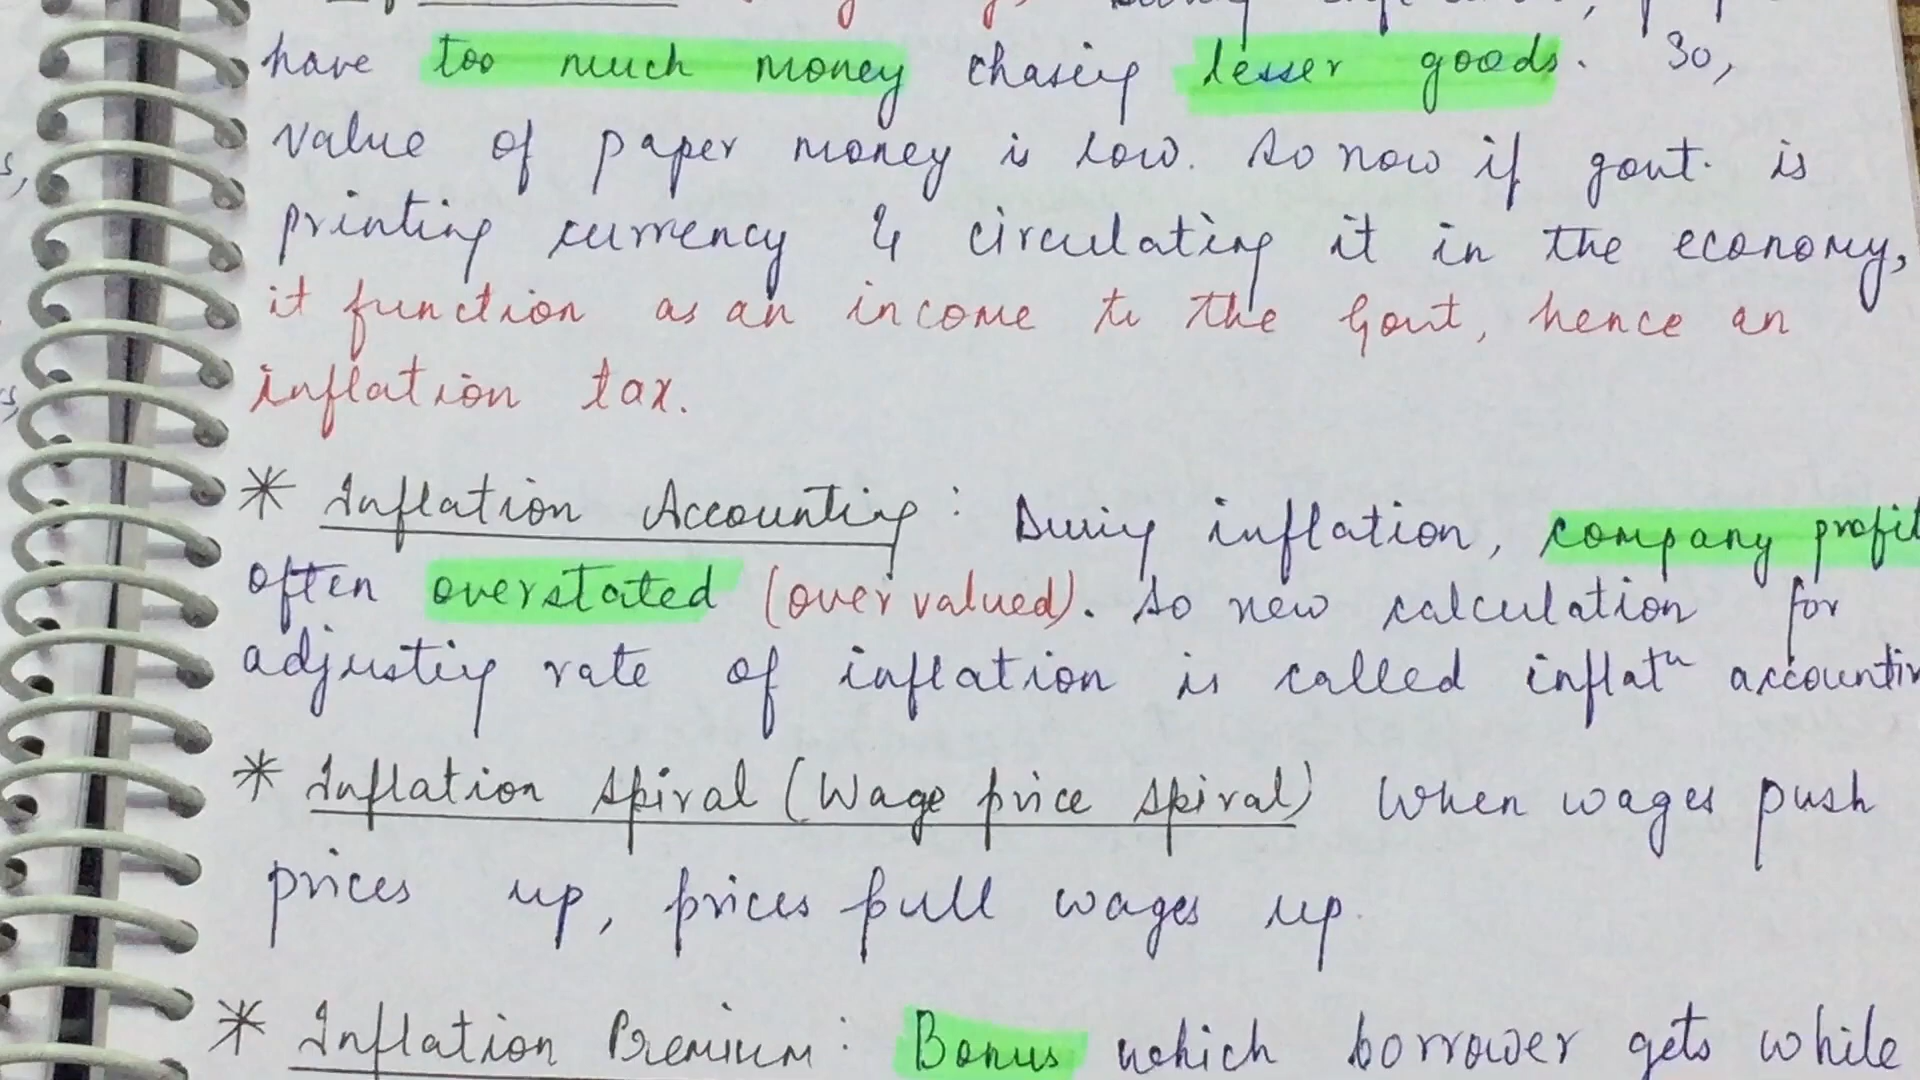 have too much money chasing lesser goods. So,
value of paper money is low. So now if govt. is
printing currency & circulating it in the economy,
it function as an income to the Govt, hence an
inflation tax.
* Inflation Accounting : During inflation, company profit
often overstated (over valued). So new calculation for
adjusting rate of inflation is called inflatn accountin
* Inflation Spiral (Wage price spiral) When wages push
prices up, prices pull wages up.
* Inflation Premium : Bonus which borrower gets while